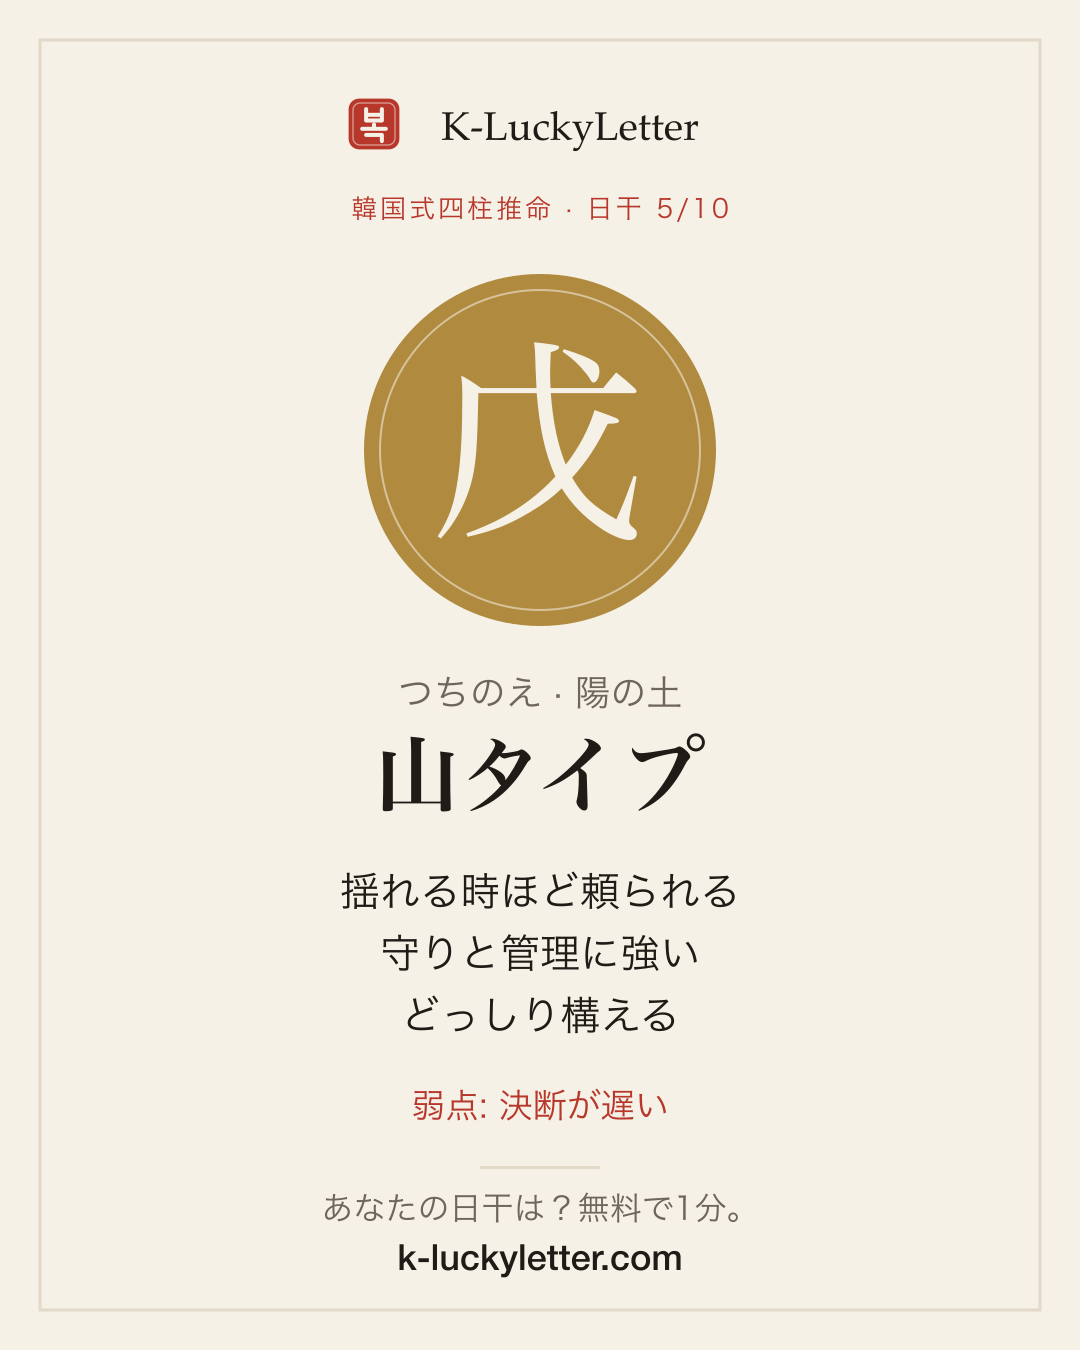 복 K-LuckyLetter
韓国式四柱推命 · 日干 5/10
戊
つちのえ · 陽の土
山タイプ
揺れる時ほど頼られる
守りと管理に強い
どっしり構える
弱点: 決断が遅い
あなたの日干は？無料で1分。
k-luckyletter.com